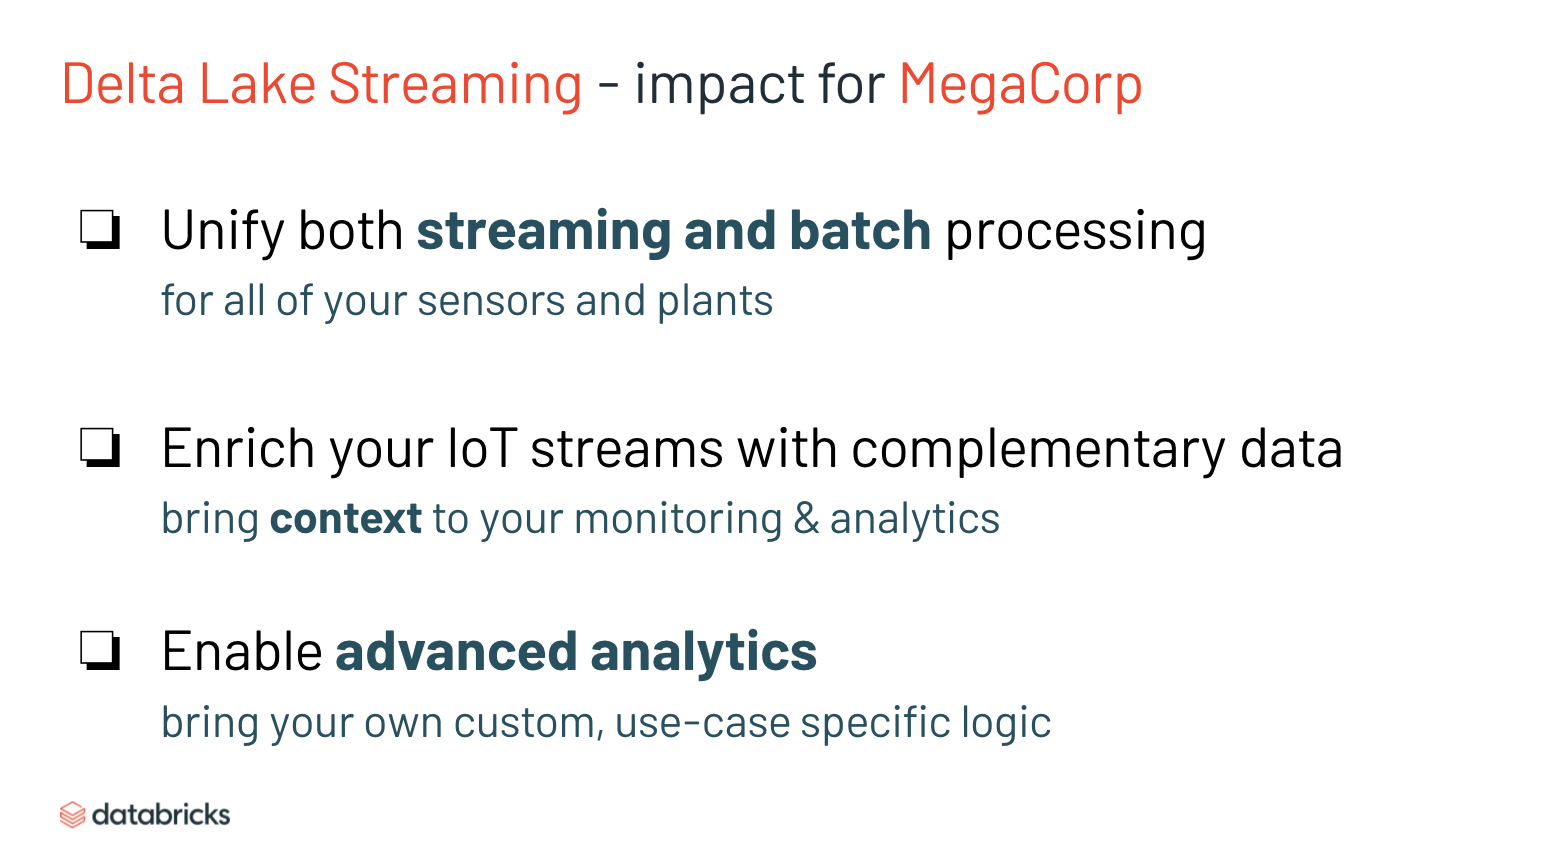 Delta Lake Streaming - impact for MegaCorp
❏ Unify both streaming and batch processing
for all of your sensors and plants
❏ Enrich your IoT streams with complementary data
bring context to your monitoring & analytics
❏ Enable advanced analytics
bring your own custom, use-case specific logic
databricks